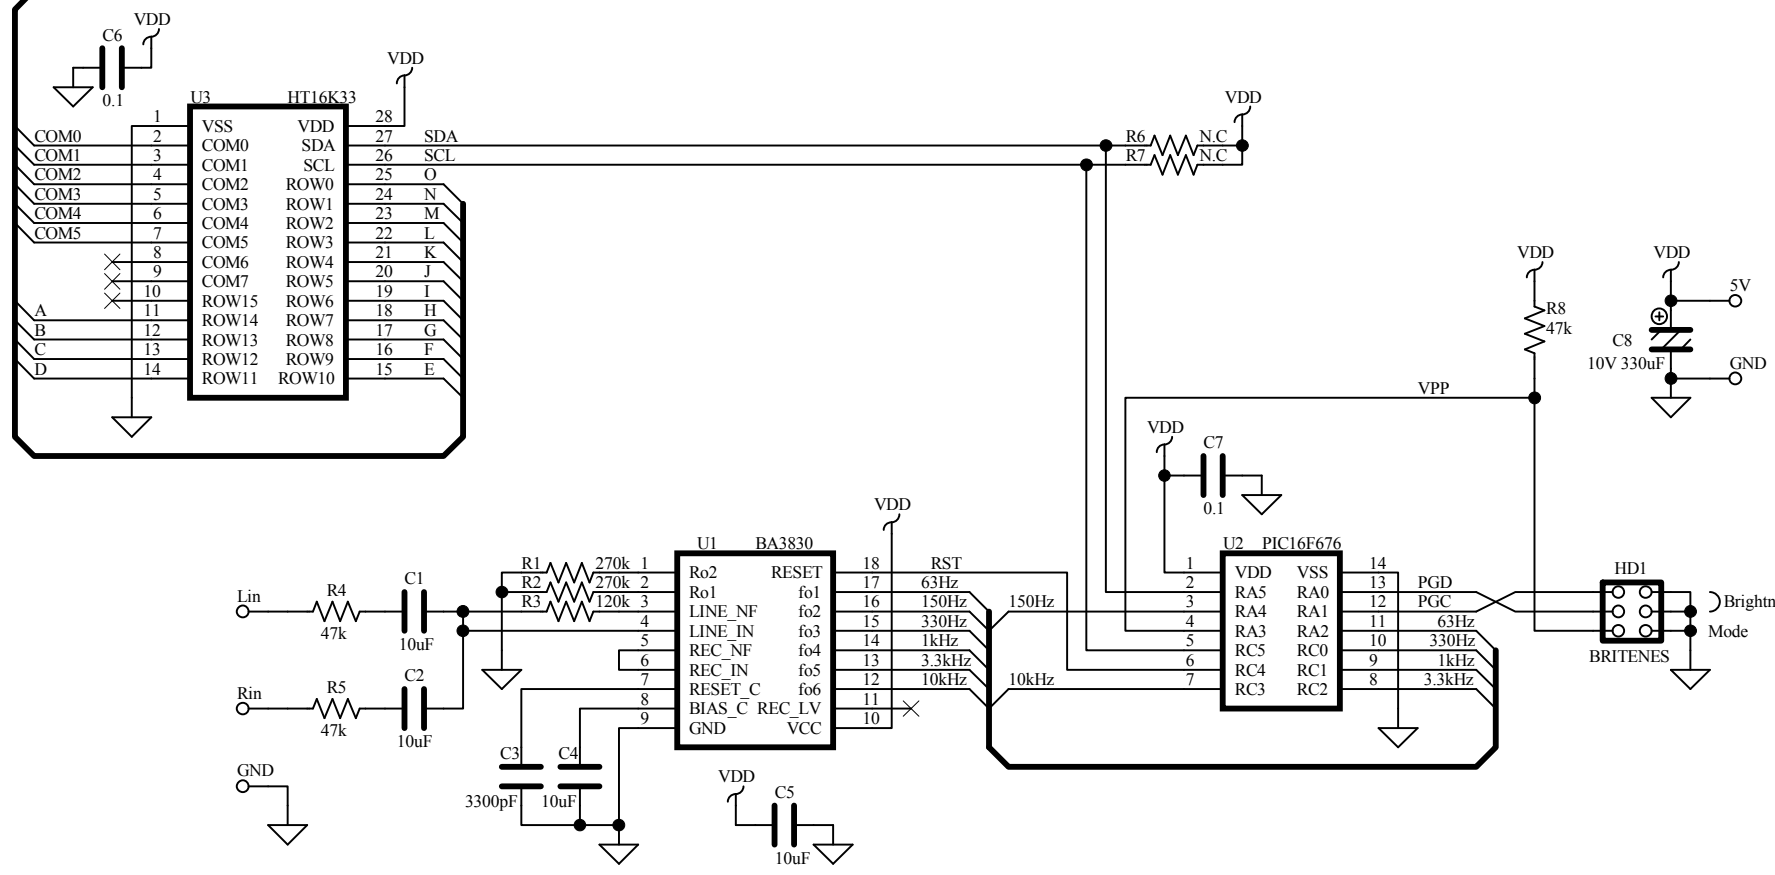 C6
VDD
0.1
VDD
U3 HT16K33
1 VSS VDD 28
COM0 2 COM0 SDA 27 SDA
COM1 3 COM1 SCL 26 SCL
COM2 4 COM2 ROW0 25 O
COM3 5 COM3 ROW1 24 N
COM4 6 COM4 ROW2 23 M
COM5 7 COM5 ROW3 22 L
8 COM6 ROW4 21 K
9 COM7 ROW5 20 J
10 ROW15 ROW6 19 I
A 11 ROW14 ROW7 18 H
B 12 ROW13 ROW8 17 G
C 13 ROW12 ROW9 16 F
D 14 ROW11 ROW10 15 E
VDD
R6 N.C
R7 N.C
VDD
R8
47k
VDD
5V
C8
10V 330uF
GND
VPP
VDD
C7
0.1
VDD
U1 BA3830
R1 270k 1 Ro2 RESET 18 RST
R2 270k 2 Ro1 fo1 17 63Hz
R3 120k 3 LINE_NF fo2 16 150Hz
4 LINE_IN fo3 15 330Hz
5 REC_NF fo4 14 1kHz
6 REC_IN fo5 13 3.3kHz
7 RESET_C fo6 12 10kHz
8 BIAS_C REC_LV 11
9 GND VCC 10
Lin
R4
47k
C1
10uF
Rin
R5
47k
C2
10uF
GND
C3
3300pF
C4
10uF
VDD
C5
10uF
U2 PIC16F676
1 VDD VSS 14
2 RA5 RA0 13 PGD
150Hz 3 RA4 RA1 12 PGC
4 RA3 RA2 11 63Hz
5 RC5 RC0 10 330Hz
6 RC4 RC1 9 1kHz
10kHz 7 RC3 RC2 8 3.3kHz
HD1
Brightn
Mode
BRITENES